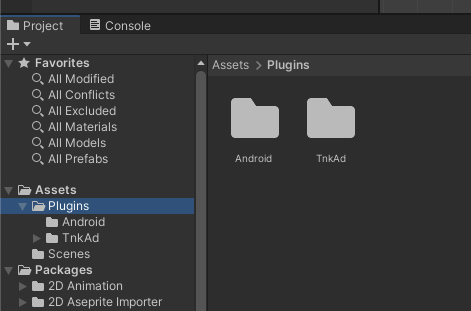 Project
Console
Favorites
All Modified
All Conflicts
All Excluded
All Materials
All Models
All Prefabs
Assets
Plugins
Android
TnkAd
Scenes
Packages
2D Animation
2D Aseprite Importer
Assets > Plugins
Android
TnkAd